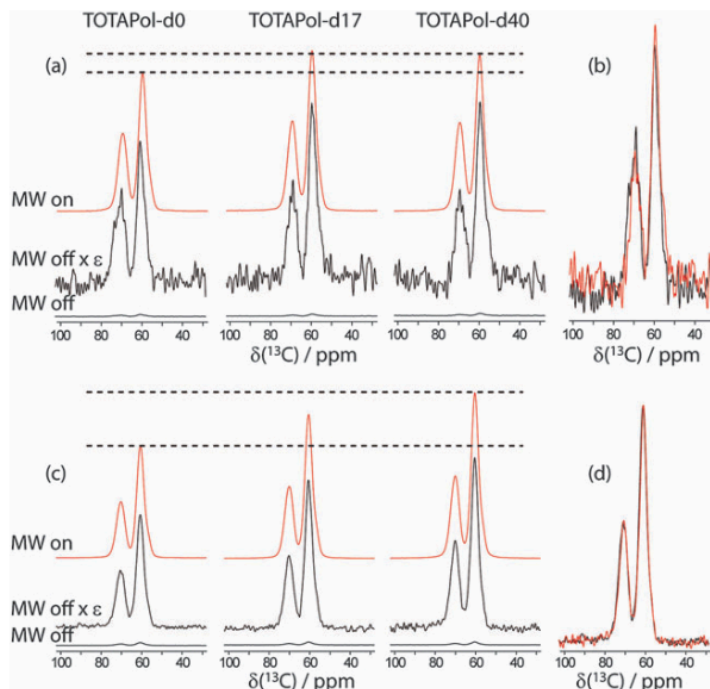 TOTAPol-d0 TOTAPol-d17 TOTAPol-d40
(a) (b)
MW on
MW off x ε
MW off
100 80 60 40 100 80 60 40 100 80 60 40 100 80 60 40
δ(¹³C) / ppm δ(¹³C) / ppm δ(¹³C) / ppm
(c) (d)
MW on
MW off x ε
MW off
100 80 60 40 100 80 60 40 100 80 60 40 100 80 60 40
δ(¹³C) / ppm δ(¹³C) / ppm